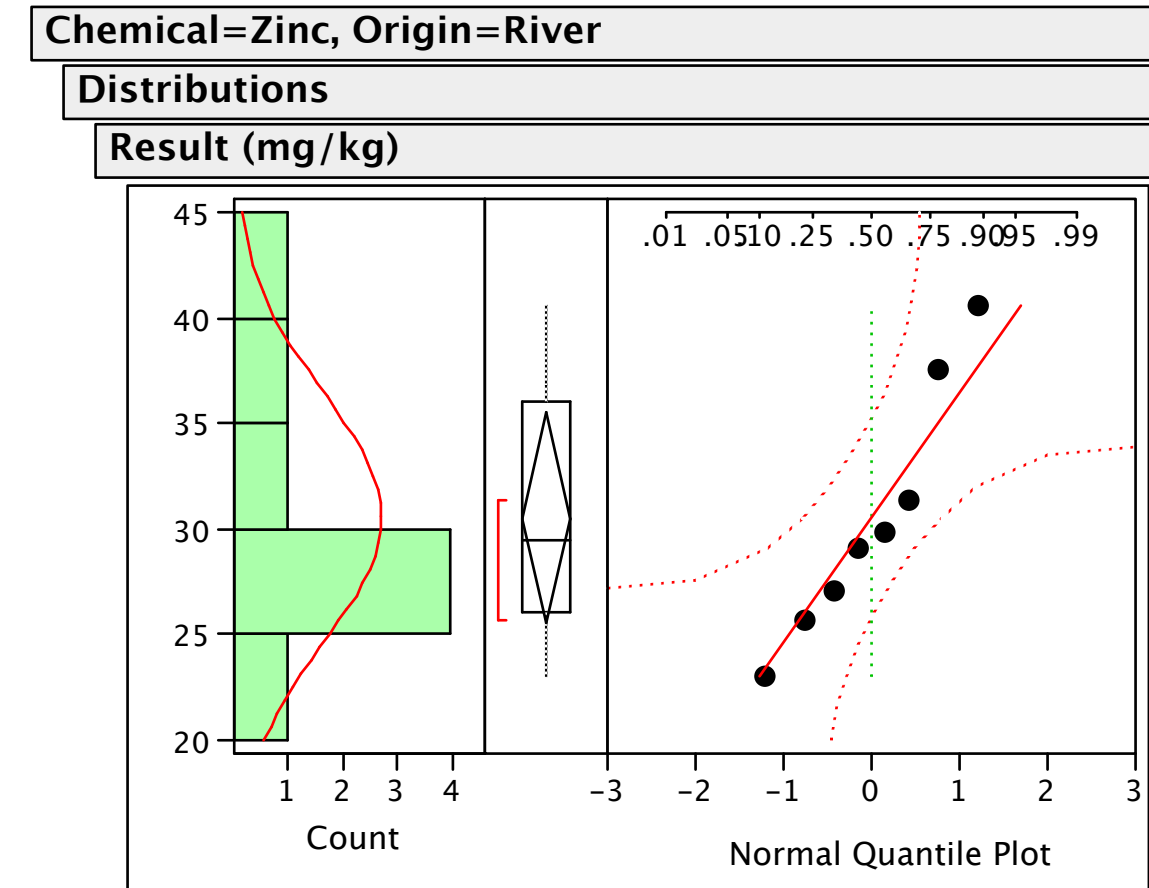 Chemical=Zinc, Origin=River
Distributions
Result (mg/kg)
45
40
35
30
25
20
.01 .05 .10 .25 .50 .75 .90 .95 .99
1 2 3 4
-3 -2 -1 0 1 2 3
Count
Normal Quantile Plot